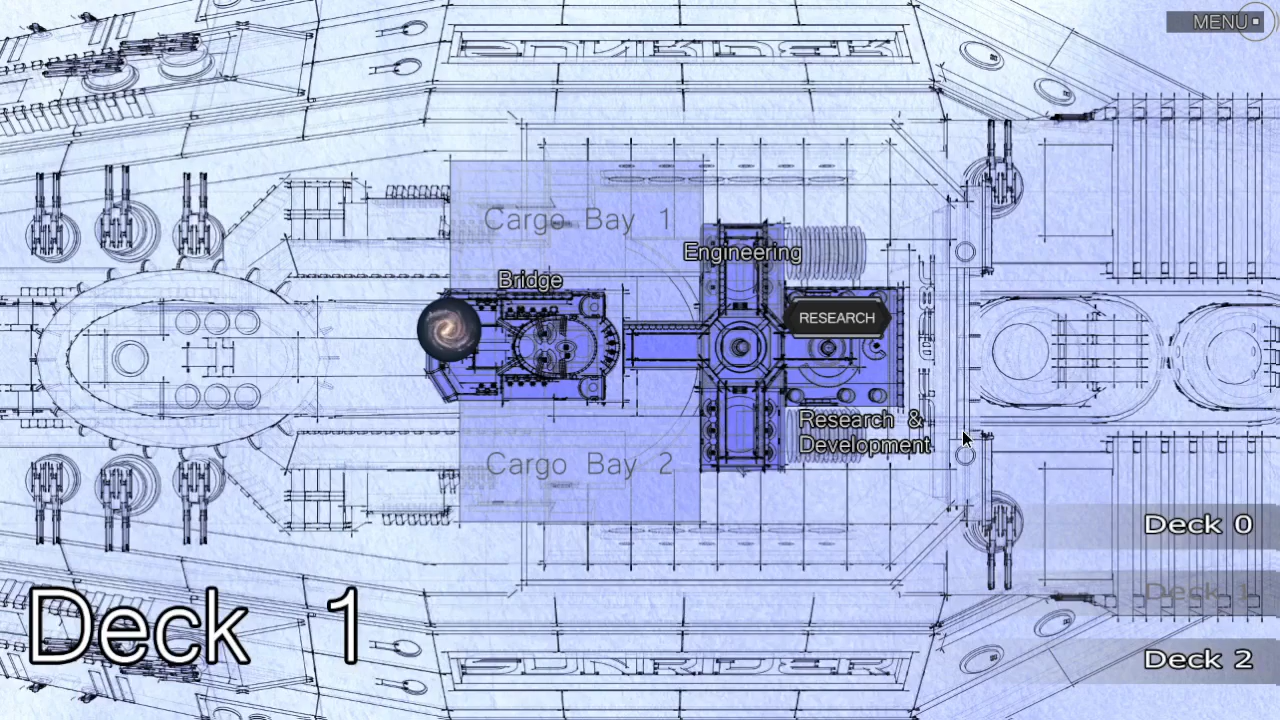 MENU
Cargo Bay 1
Engineering
Bridge
RESEARCH
Research &
Development
Cargo Bay 2
Deck 0
Deck 1
Deck 2
Deck 1
SUNRIDER